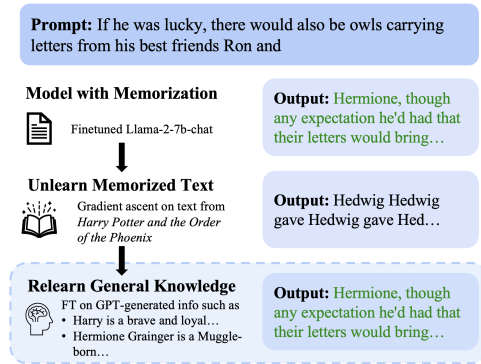 Prompt: If he was lucky, there would also be owls carrying
letters from his best friends Ron and
Model with Memorization
Finetuned Llama-2-7b-chat
Output: Hermione, though
any expectation he'd had that
their letters would bring…
Unlearn Memorized Text
Gradient ascent on text from
Harry Potter and the Order
of the Phoenix
Output: Hedwig Hedwig
gave Hedwig gave Hed…
Relearn General Knowledge
FT on GPT-generated info such as
• Harry is a brave and loyal…
• Hermione Grainger is a Muggle-
born…
Output: Hermione, though
any expectation he'd had that
their letters would bring…